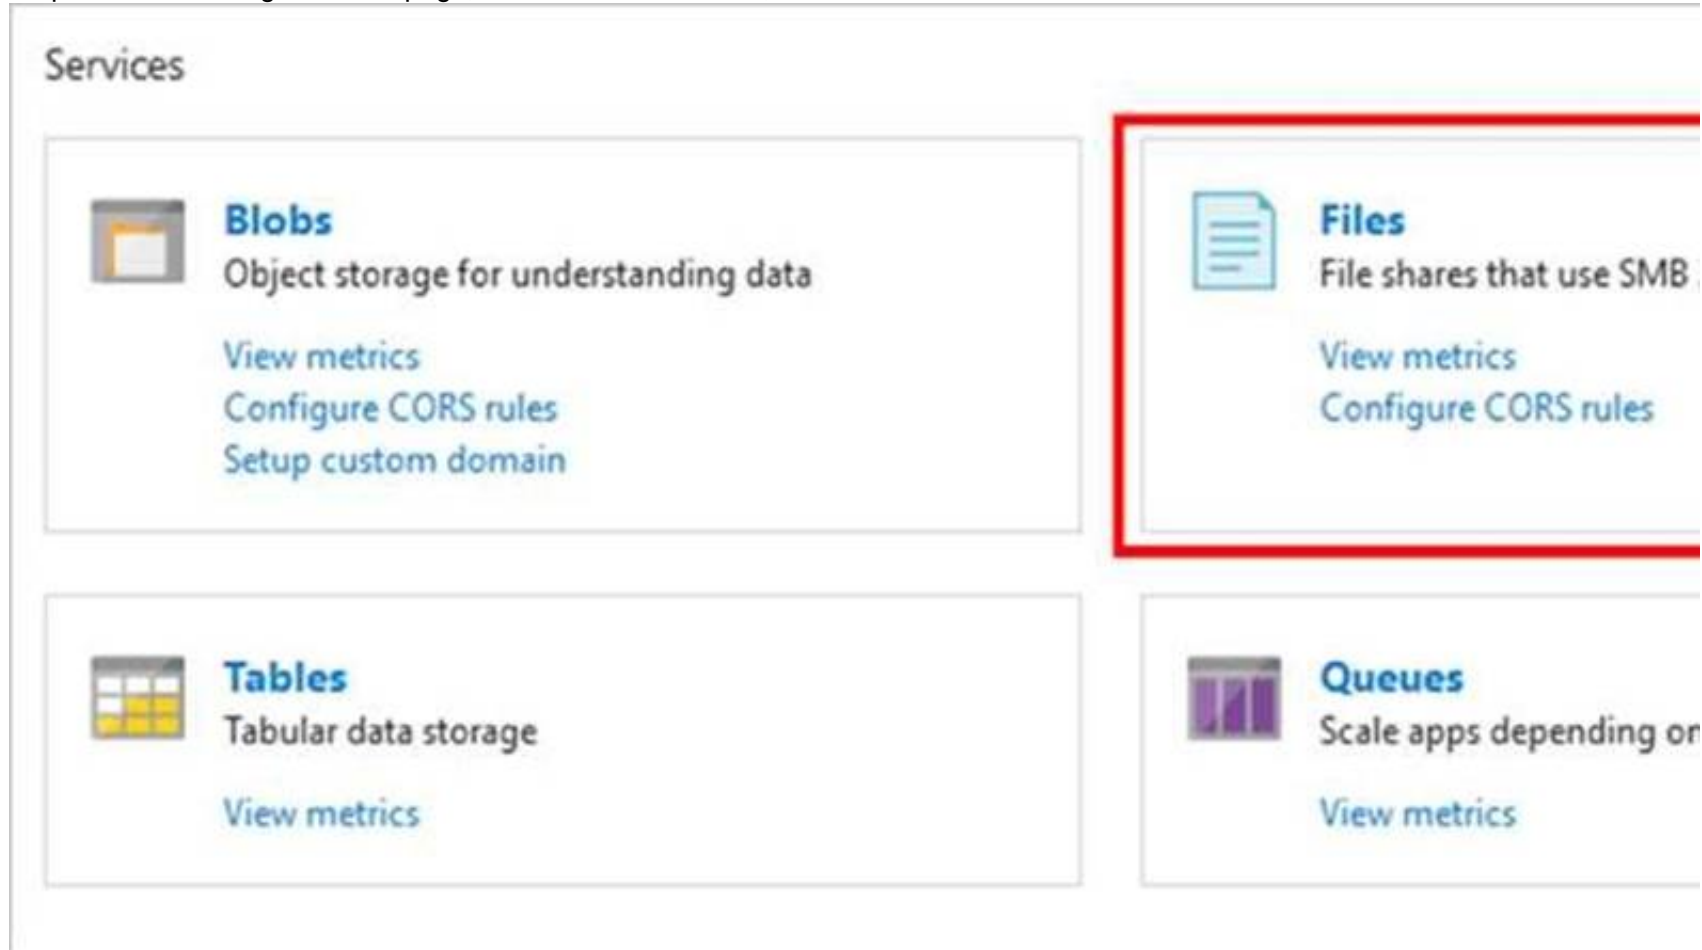 Services
Blobs
Object storage for understanding data
View metrics
Configure CORS rules
Setup custom domain
Files
File shares that use SMB
View metrics
Configure CORS rules
Tables
Tabular data storage
View metrics
Queues
Scale apps depending on
View metrics